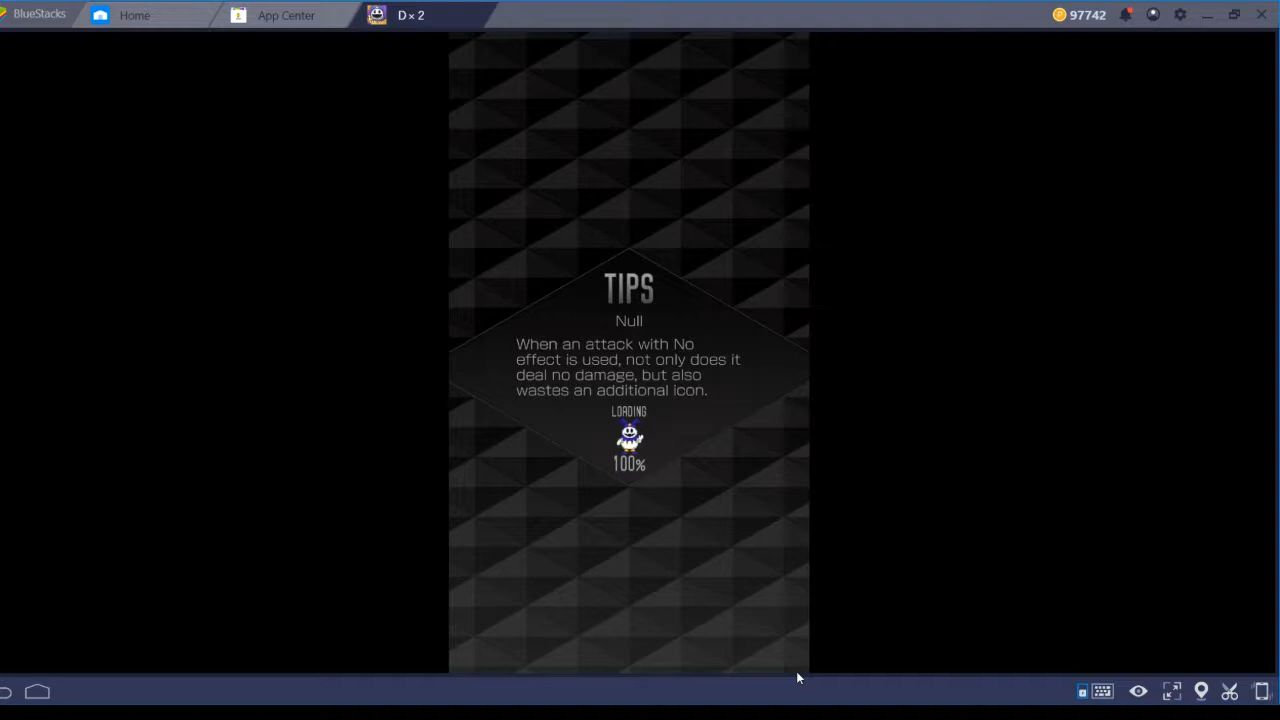 BlueStacks
Home
App Center
D×2
97742
TIPS
Null
When an attack with No
effect is used, not only does it
deal no damage, but also
wastes an additional icon.
LOADING
100%